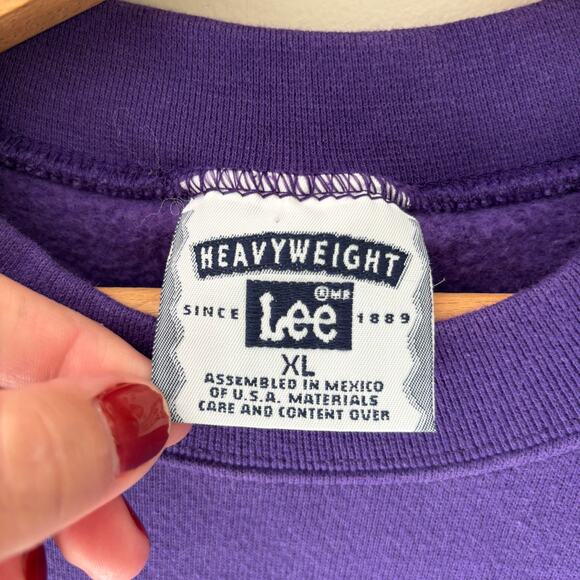 HEAVYWEIGHT
® MR
SINCE Lee 1889
XL
ASSEMBLED IN MEXICO
OF U.S.A. MATERIALS
CARE AND CONTENT OVER